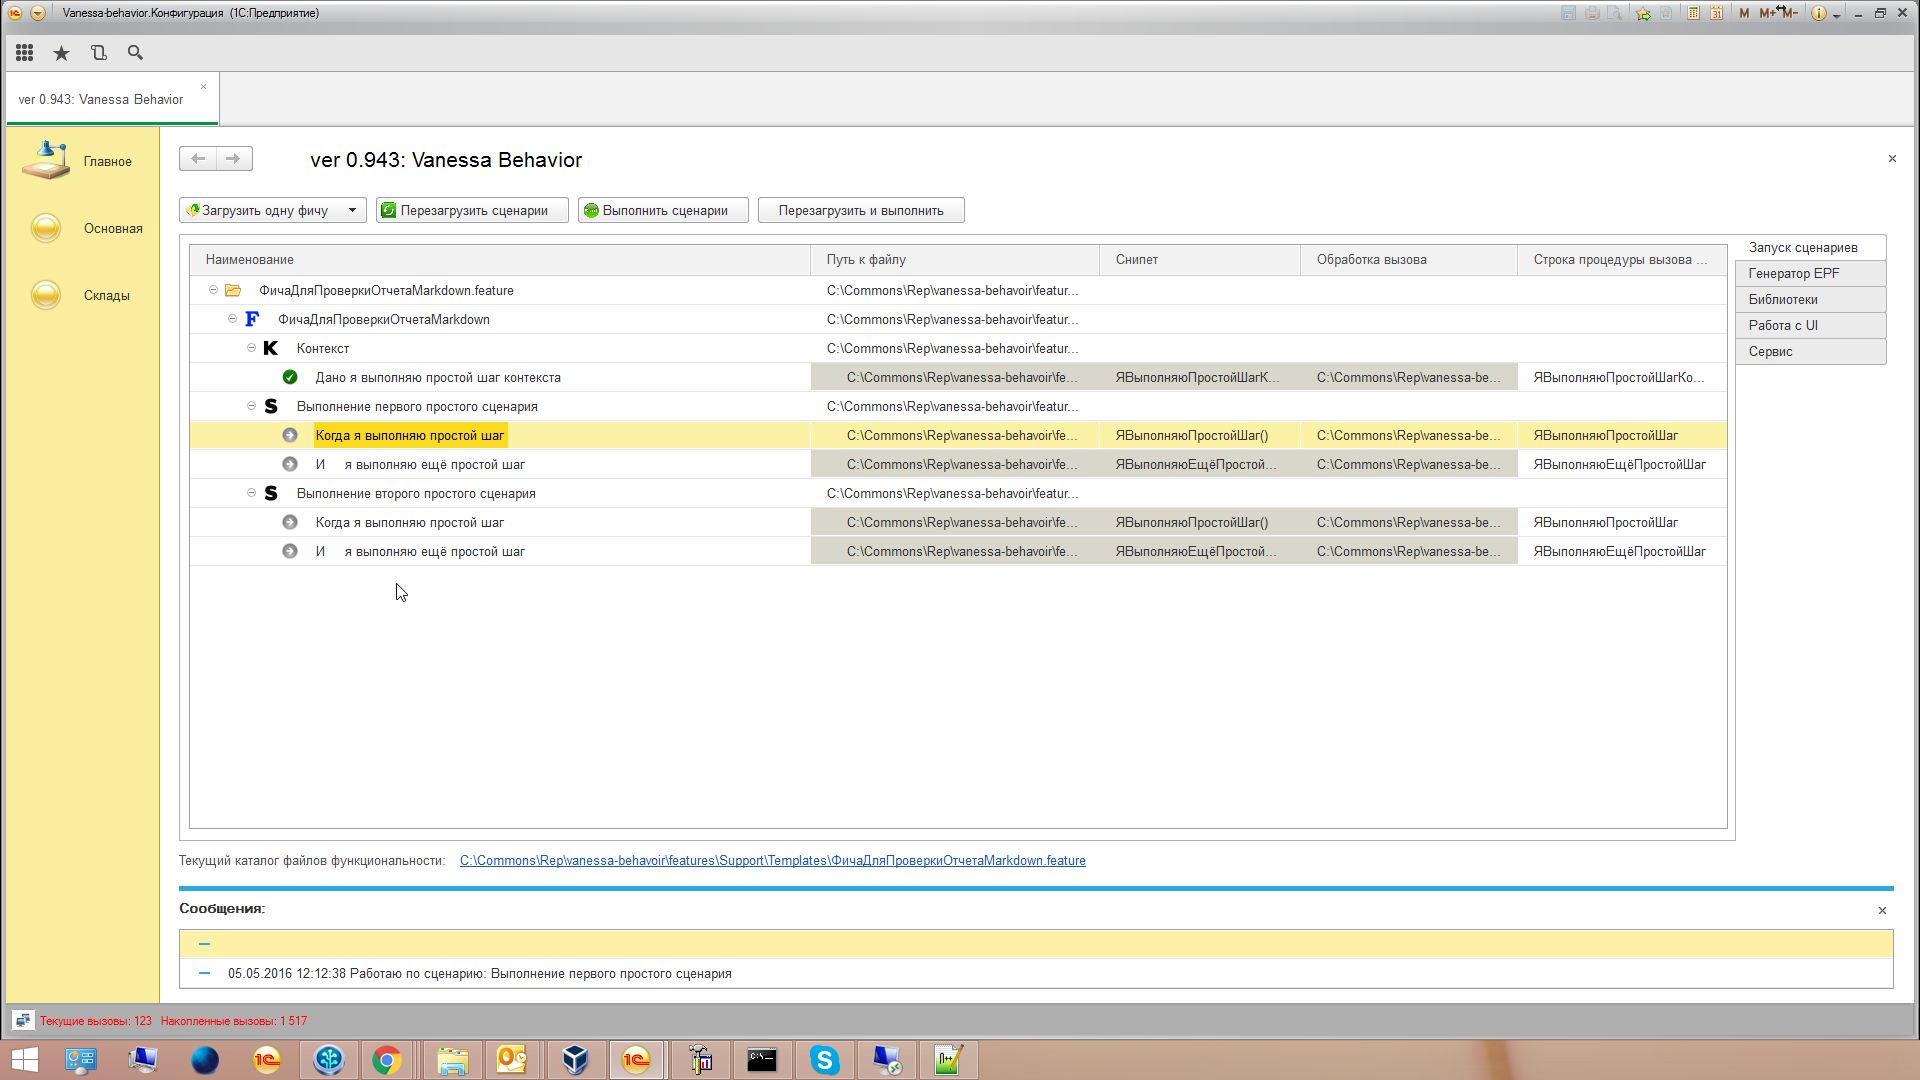 Vanessa-behavior.Конфигурация (1С:Предприятие)
M M+ M-
ver 0.943: Vanessa Behavior
Главное
Основная
Склады
ver 0.943: Vanessa Behavior
Загрузить одну фичу
Перезагрузить сценарии
Выполнить сценарии
Перезагрузить и выполнить
Наименование Путь к файлу Снипет Обработка вызова Строка процедуры вызова ...
ФичаДляПроверкиОтчетаMarkdown.feature C:\Commons\Rep\vanessa-behavoir\featur...
F ФичаДляПроверкиОтчетаMarkdown C:\Commons\Rep\vanessa-behavoir\featur...
K Контекст C:\Commons\Rep\vanessa-behavoir\featur...
Дано я выполняю простой шаг контекста C:\Commons\Rep\vanessa-behavoir\fe... ЯВыполняюПростойШагК... C:\Commons\Rep\vanessa-be... ЯВыполняюПростойШагКо...
S Выполнение первого простого сценария C:\Commons\Rep\vanessa-behavoir\featur...
Когда я выполняю простой шаг C:\Commons\Rep\vanessa-behavoir\fe... ЯВыполняюПростойШаг() C:\Commons\Rep\vanessa-be... ЯВыполняюПростойШаг
И я выполняю ещё простой шаг C:\Commons\Rep\vanessa-behavoir\fe... ЯВыполняюЕщёПростой... C:\Commons\Rep\vanessa-be... ЯВыполняюЕщёПростойШаг
S Выполнение второго простого сценария C:\Commons\Rep\vanessa-behavoir\featur...
Когда я выполняю простой шаг C:\Commons\Rep\vanessa-behavoir\fe... ЯВыполняюПростойШаг() C:\Commons\Rep\vanessa-be... ЯВыполняюПростойШаг
И я выполняю ещё простой шаг C:\Commons\Rep\vanessa-behavoir\fe... ЯВыполняюЕщёПростой... C:\Commons\Rep\vanessa-be... ЯВыполняюЕщёПростойШаг
Запуск сценариев
Генератор EPF
Библиотеки
Работа с UI
Сервис
Текущий каталог файлов функциональности: C:\Commons\Rep\vanessa-behavoir\features\Support\Templates\ФичаДляПроверкиОтчетаMarkdown.feature
Сообщения:
05.05.2016 12:12:38 Работаю по сценарию: Выполнение первого простого сценария
Текущие вызовы: 123 Накопленные вызовы: 1 517